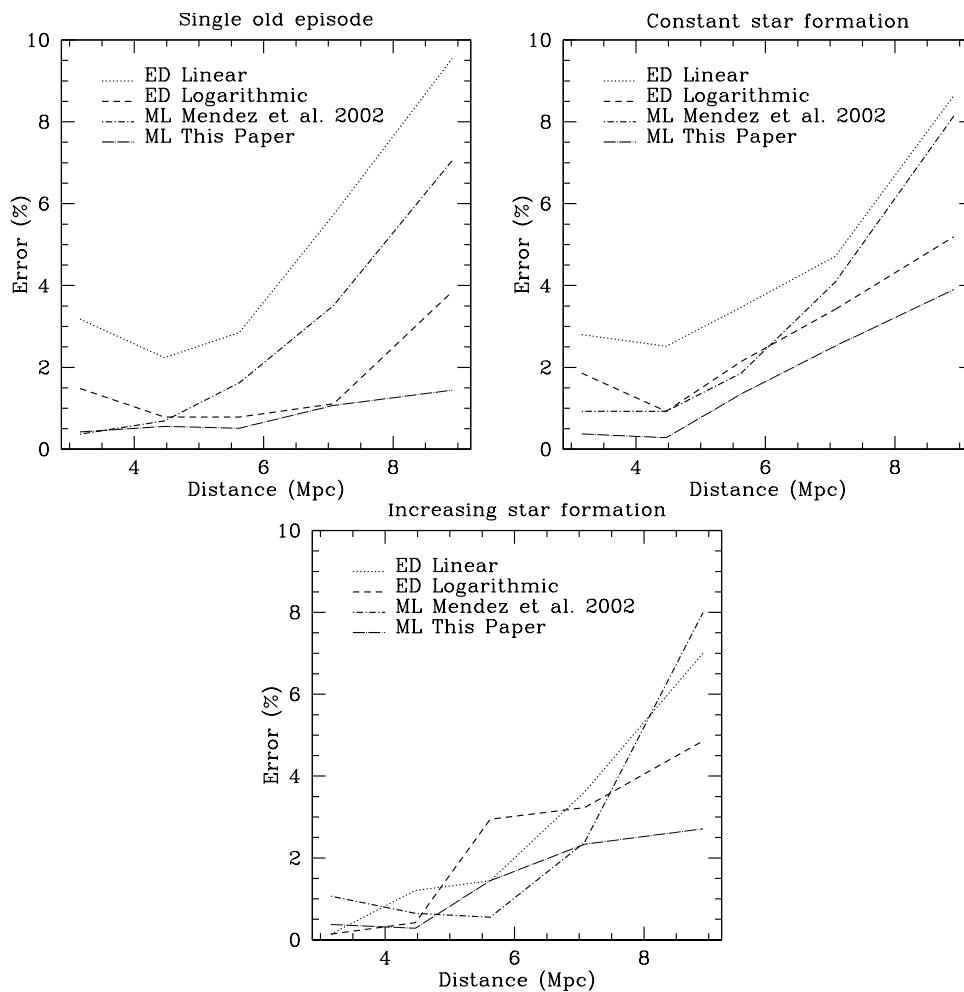 Single old episode
10
8
6
4
2
0
Error (%)
ED Linear
ED Logarithmic
ML Mendez et al. 2002
ML This Paper
4 6 8
Distance (Mpc)
Constant star formation
10
8
6
4
2
0
Error (%)
ED Linear
ED Logarithmic
ML Mendez et al. 2002
ML This Paper
4 6 8
Distance (Mpc)
Increasing star formation
10
8
6
4
2
0
Error (%)
ED Linear
ED Logarithmic
ML Mendez et al. 2002
ML This Paper
4 6 8
Distance (Mpc)